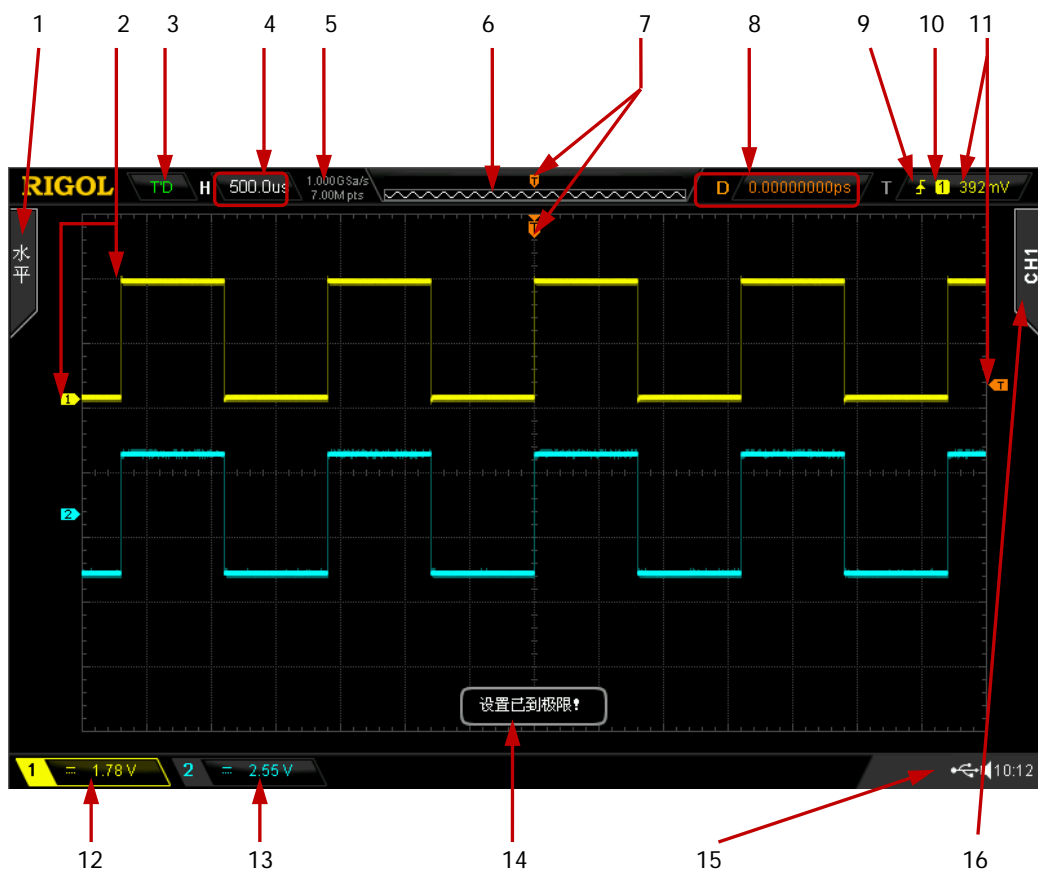 1 2 3 4 5 6 7 8 9 10 11
RIGOL T'D H 500.0us 1.000GSa/s D 0.00000000ps T 1 392mV
7.00M pts
T
T
水平
CH1
1
T
2
设置已到极限!
1 1.78 V 2 2.55 V 10:12
12 13 14 15 16